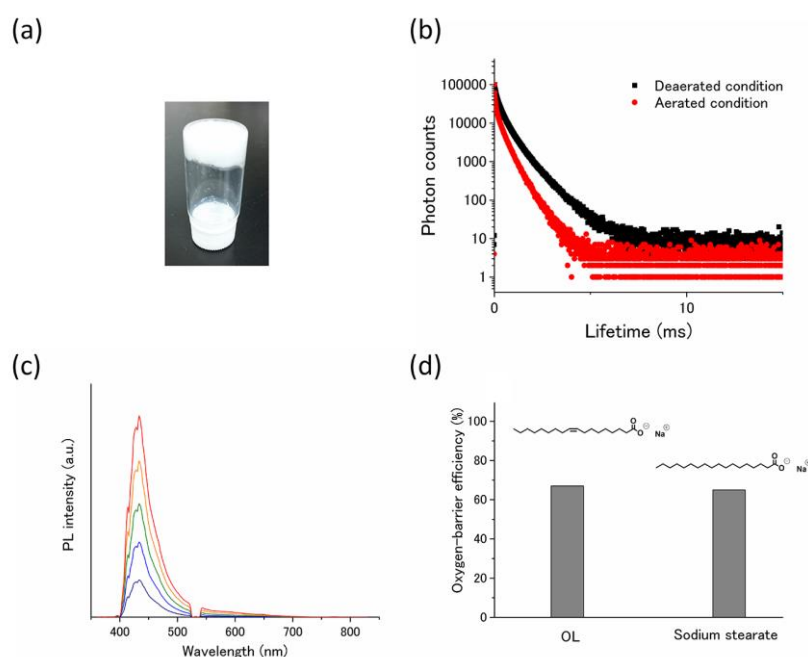 (a)
(b)
100000
10000
1000
100
10
1
Photon counts
Deaerated condition
Aerated condition
0
10
Lifetime (ms)
(c)
PL intensity (a.u.)
400
500
600
700
800
Wavelength (nm)
(d)
Oxygen-barrier efficiency (%)
100
80
60
40
20
0
O
O
⊖
Na
⊕
O
O
⊖
Na
⊕
OL
Sodium stearate